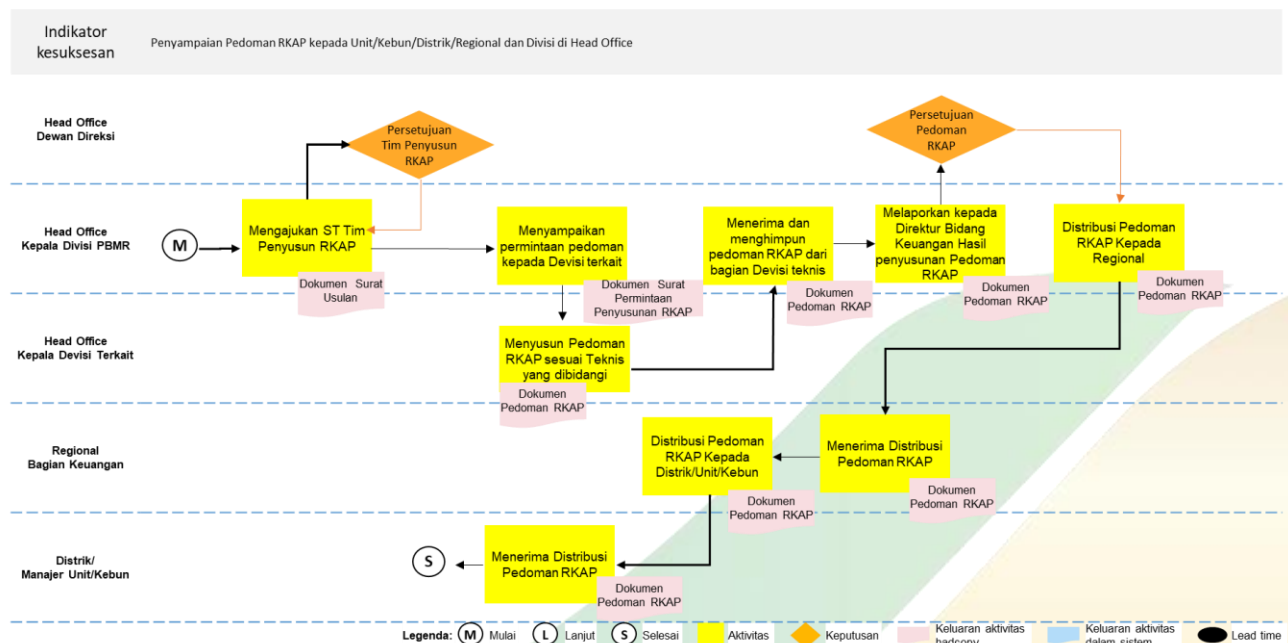 Indikator
kesuksesan
Penyampaian Pedoman RKAP kepada Unit/Kebun/Distrik/Regional dan Divisi di Head Office
Head Office
Dewan Direksi
Persetujuan
Tim Penyusun
RKAP
Persetujuan
Pedoman
RKAP
Head Office
Kepala Divisi PBMR
M
Mengajukan ST Tim
Penyusun RKAP
Dokumen Surat
Usulan
Menyampaikan
permintaan pedoman
kepada Devisi terkait
Dokumen Surat
Permintaan
Penyusunan RKAP
Menerima dan
menghimpun
pedoman RKAP dari
bagian Devisi teknis
Dokumen
Pedoman RKAP
Melaporkan kepada
Direktur Bidang
Keuangan Hasil
penyusunan Pedoman
RKAP
Dokumen
Pedoman RKAP
Distribusi Pedoman
RKAP Kepada
Regional
Dokumen
Pedoman RKAP
Head Office
Kepala Devisi Terkait
Menyusun Pedoman
RKAP sesuai Teknis
yang dibidangi
Dokumen
Pedoman RKAP
Regional
Bagian Keuangan
Distribusi Pedoman
RKAP Kepada
Distrik/Unit/Kebun
Dokumen
Pedoman RKAP
Menerima Distribusi
Pedoman RKAP
Dokumen
Pedoman RKAP
Distrik/
Manajer Unit/Kebun
S
Menerima Distribusi
Pedoman RKAP
Dokumen
Pedoman RKAP
Legenda: M Mulai L Lanjut S Selesai Aktivitas Keputusan Keluaran aktivitas Keluaran aktivitas Lead time
hadcopy dalam sistem